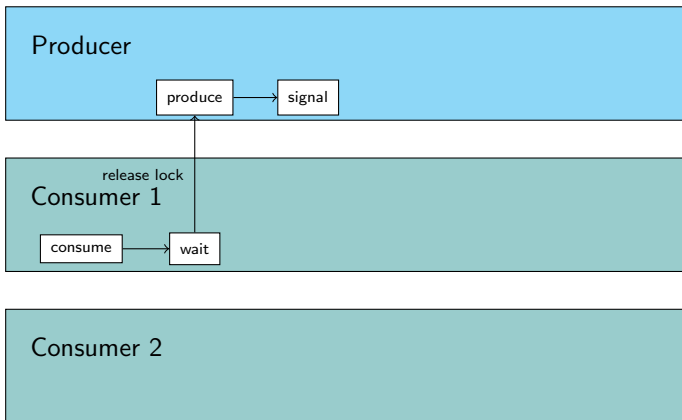 Producer
produce
signal
release lock
Consumer 1
consume
wait
Consumer 2